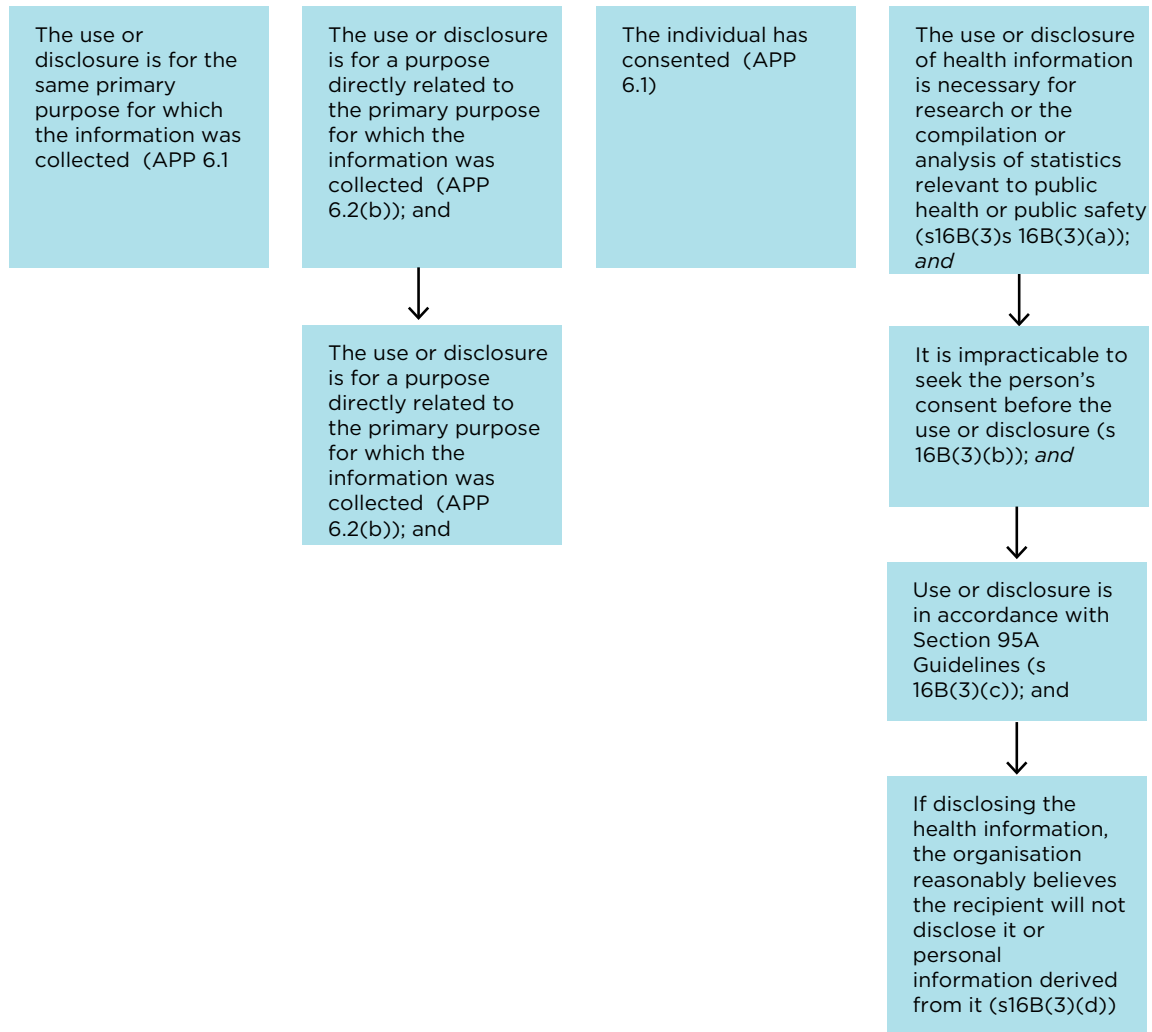 The use or
disclosure is for the
same primary
purpose for which
the information was
collected  (APP 6.1
The use or disclosure
is for a purpose
directly related to
the primary purpose
for which the
information was
collected  (APP
6.2(b)); and
The use or disclosure
is for a purpose
directly related to
the primary purpose
for which the
information was
collected  (APP
6.2(b)); and
The individual has
consented  (APP
6.1)
The use or disclosure
of health information
is necessary for
research or the
compilation or
analysis of statistics
relevant to public
health or public safety
(s16B(3)s 16B(3)(a));
and
It is impracticable to
seek the person’s
consent before the
use or disclosure (s
16B(3)(b)); and
Use or disclosure is
in accordance with
Section 95A
Guidelines (s
16B(3)(c)); and
If disclosing the
health information,
the organisation
reasonably believes
the recipient will not
disclose it or
personal
information derived
from it (s16B(3)(d))